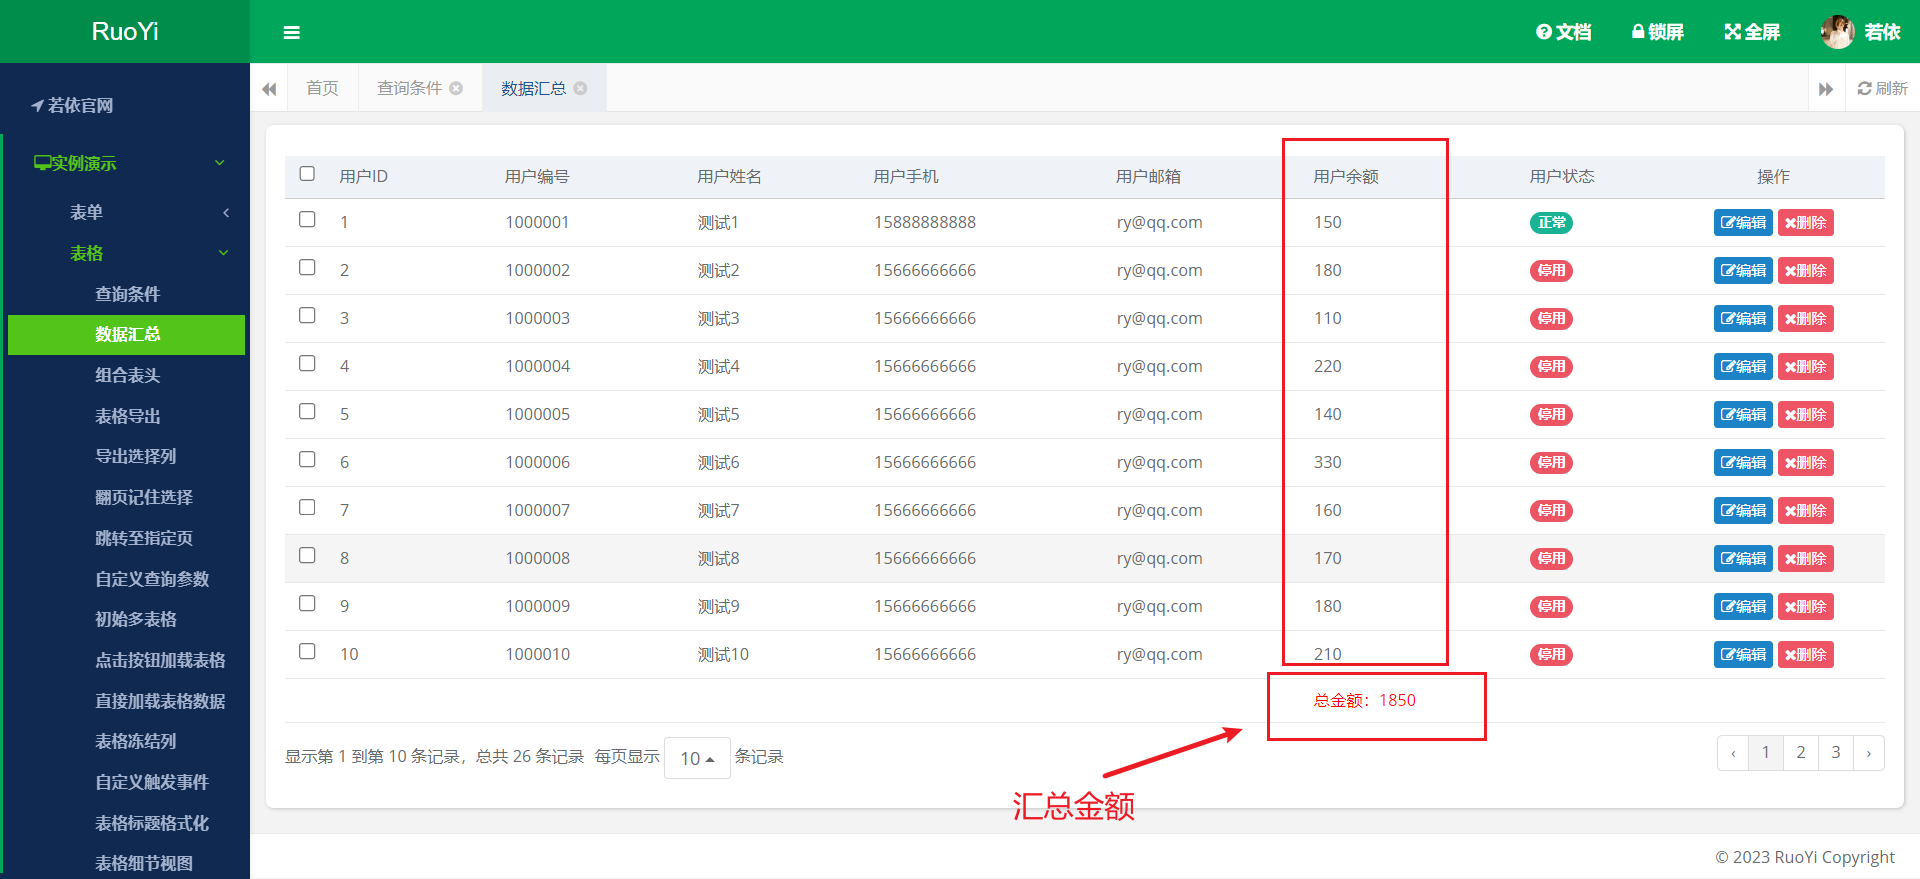 RuoYi
文档 锁屏 全屏 若依
首页 查询条件 数据汇总 刷新
若依官网
实例演示
表单
表格
查询条件
数据汇总
组合表头
表格导出
导出选择列
翻页记住选择
跳转至指定页
自定义查询参数
初始多表格
点击按钮加载表格
直接加载表格数据
表格冻结列
自定义触发事件
表格标题格式化
表格细节视图
用户ID 用户编号 用户姓名 用户手机 用户邮箱 用户余额 用户状态 操作
1 1000001 测试1 15888888888 ry@qq.com 150 正常 编辑 删除
2 1000002 测试2 15666666666 ry@qq.com 180 停用 编辑 删除
3 1000003 测试3 15666666666 ry@qq.com 110 停用 编辑 删除
4 1000004 测试4 15666666666 ry@qq.com 220 停用 编辑 删除
5 1000005 测试5 15666666666 ry@qq.com 140 停用 编辑 删除
6 1000006 测试6 15666666666 ry@qq.com 330 停用 编辑 删除
7 1000007 测试7 15666666666 ry@qq.com 160 停用 编辑 删除
8 1000008 测试8 15666666666 ry@qq.com 170 停用 编辑 删除
9 1000009 测试9 15666666666 ry@qq.com 180 停用 编辑 删除
10 1000010 测试10 15666666666 ry@qq.com 210 停用 编辑 删除
总金额：1850
显示第 1 到第 10 条记录，总共 26 条记录 每页显示 10 条记录 ‹ 1 2 3 ›
汇总金额
© 2023 RuoYi Copyright